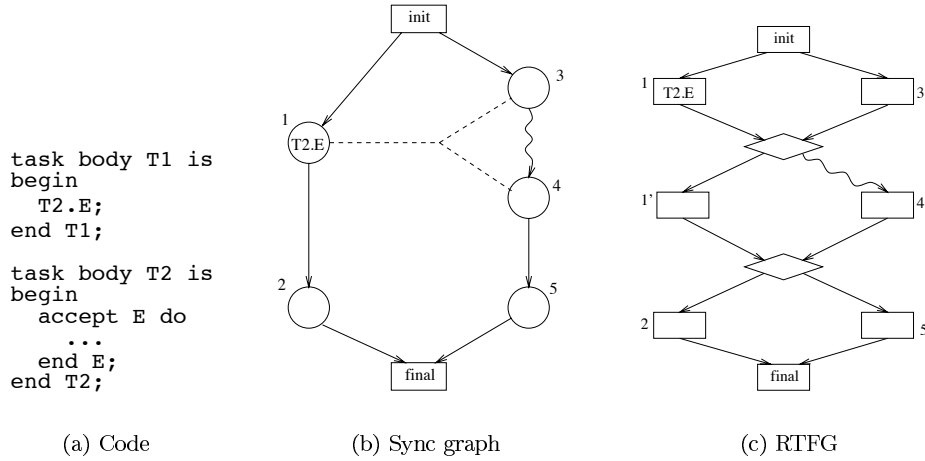 task body T1 is
begin
T2.E;
end T1;
task body T2 is
begin
accept E do
...
end E;
end T2;
(a) Code
init
3
1
T2.E
4
2
5
final
(b) Sync graph
init
1
T2.E
3
1'
4
2
5
final
(c) RTFG